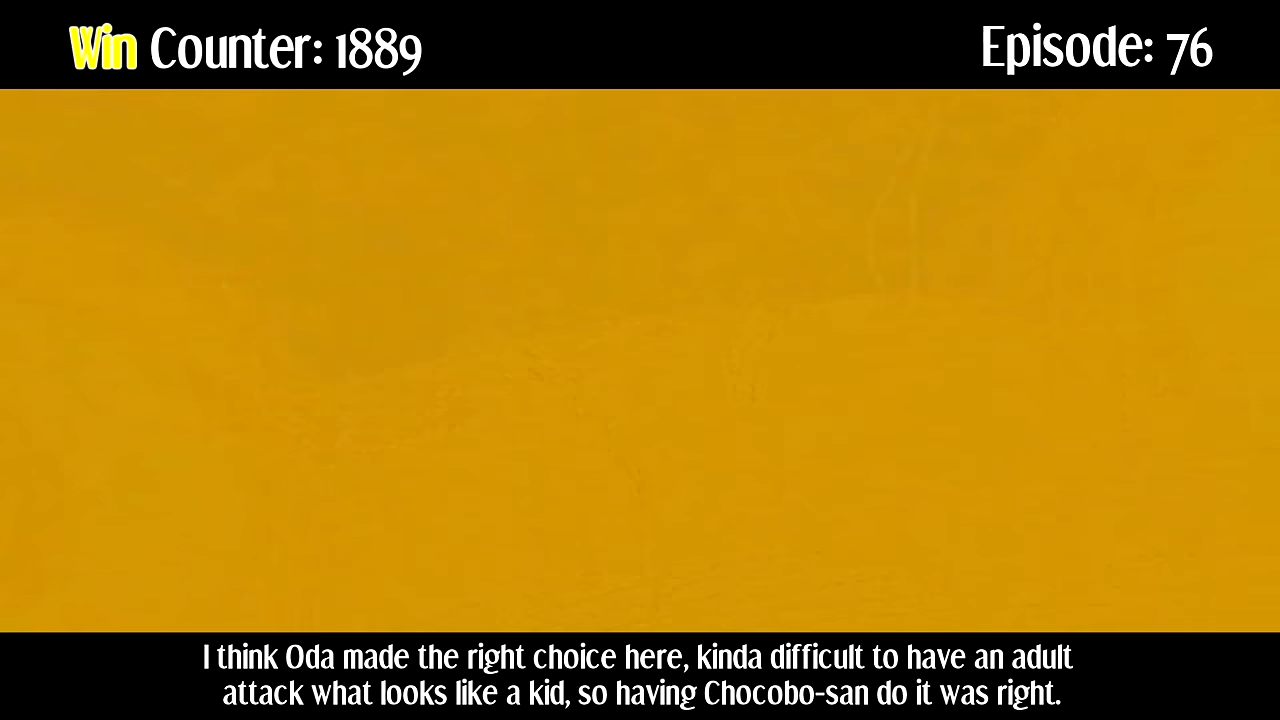 Win Counter: 1889
Episode: 76
I think Oda made the right choice here, kinda difficult to have an adult
attack what looks like a kid, so having Chocobo-san do it was right.